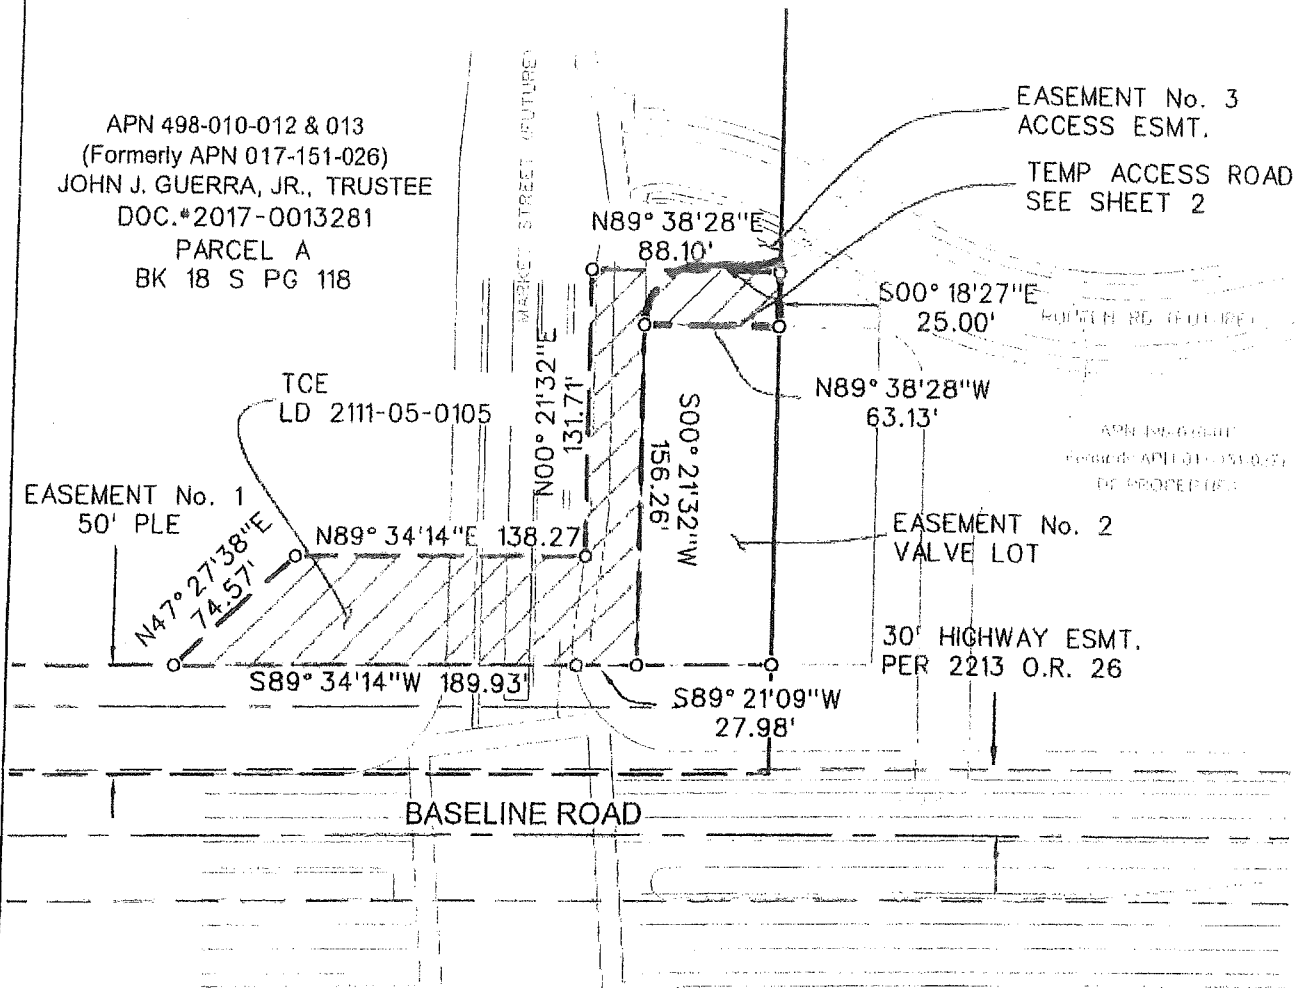 APN 498-010-012 & 013
(Formerly APN 017-151-026)
JOHN J. GUERRA, JR., TRUSTEE
DOC.#2017-0013281
PARCEL A
BK 18 S PG 118
MARKET STREET (FUTURE)
EASEMENT No. 3
ACCESS ESMT.
TEMP ACCESS ROAD
SEE SHEET 2
N89° 38'28"E
88.10'
S00° 18'27"E
25.00'
(FUTURE)
N89° 38'28"W
63.13'
TCE
LD 2111-05-0105
N00° 21'32"E
131.71'
S00° 21'32"W
156.26'
EASEMENT No. 1
50' PLE
N89° 34'14"E 138.27'
N47° 27'38"E
74.57'
EASEMENT No. 2
VALVE LOT
30' HIGHWAY ESMT.
PER 2213 O.R. 26
S89° 34'14"W 189.93'
S89° 21'09"W
27.98'
BASELINE ROAD